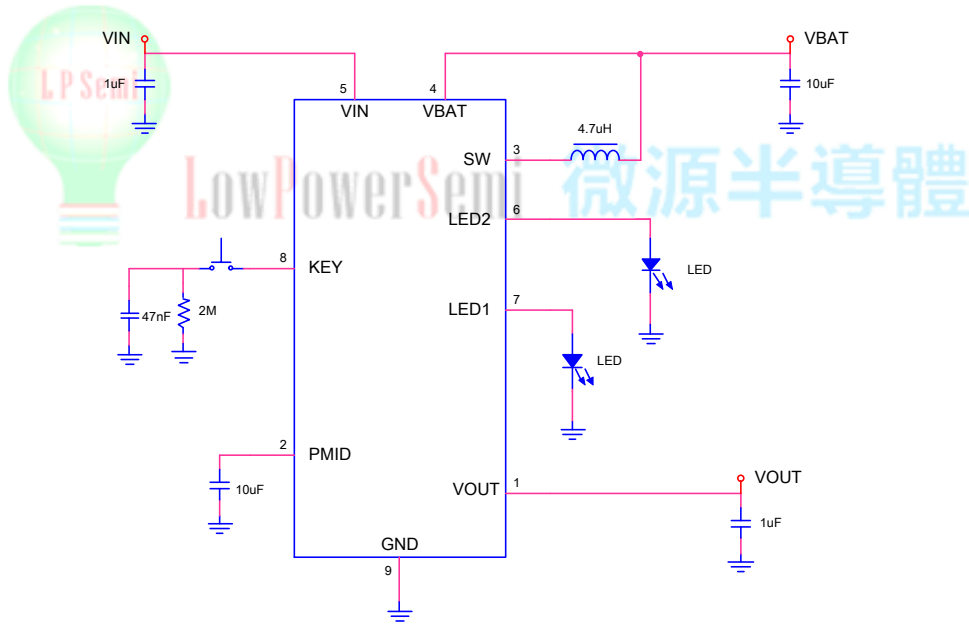 VIN
VBAT
1uF
L P Semi
5
4
10uF
VIN
VBAT
4.7uH
SW
3
LowPowerSemi 微源半導體
LED2
6
8
KEY
LED
47nF
2M
LED1
7
LED
2
PMID
10uF
VOUT
1
VOUT
1uF
GND
9